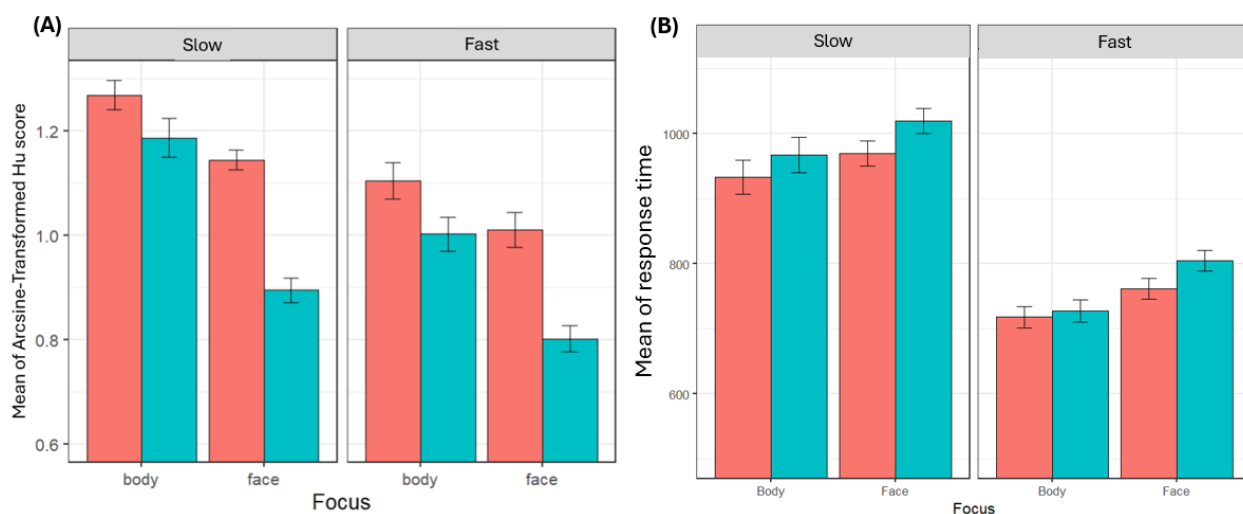 (A)
Slow
Fast
Mean of Arcsine-Transformed Hu score
1.2
1.0
0.8
0.6
body
face
body
face
Focus
(B)
Slow
Fast
Mean of response time
1000
800
600
Body
Face
Body
Face
Focus